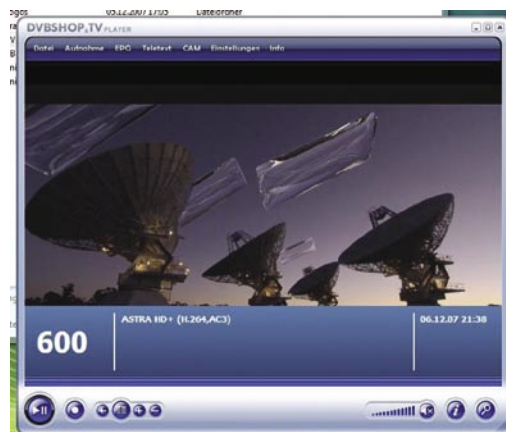 05.12.2007 17:05 Dateiordner
DVBSHOP.TV PLAYER
Datei Aufnahme EPG Teletext CAM Einstellungen Info
ASTRA HD+ (H.264,AC3)
06.12.07 21:38
600